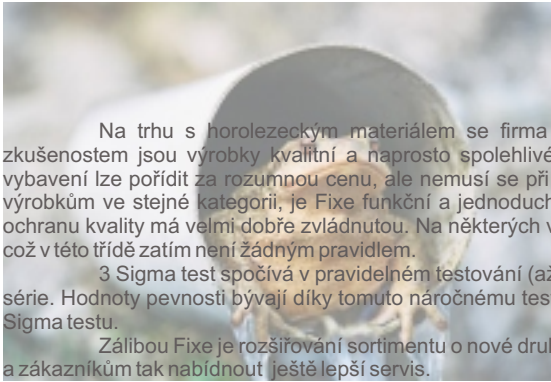 Na trhu s horolezeckým materiálem se firma
zkušenostem jsou výrobky kvalitní a naprosto spolehlivé
vybavení lze pořídit za rozumnou cenu, ale nemusí se při
výrobkům ve stejné kategorii, je Fixe funkční a jednoduch
ochranu kvality má velmi dobře zvládnutou. Na některých v
což v této třídě zatím není žádným pravidlem.
3 Sigma test spočívá v pravidelném testování (až
série. Hodnoty pevnosti bývají díky tomuto náročnému tes
Sigma testu.
Zálibou Fixe je rozšiřování sortimentu o nové druh
a zákazníkům tak nabídnout ještě lepší servis.